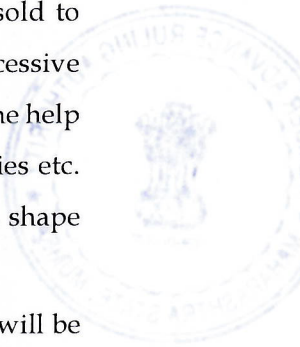 sold to
cessive
he help
ies etc.
shape
will be